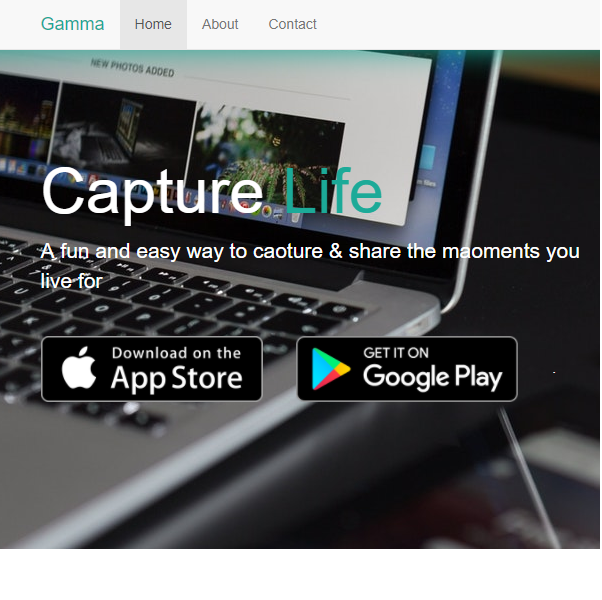 Gamma Home About Contact
NEW PHOTOS ADDED
Capture Life
A fun and easy way to caoture & share the maoments you
live for
Download on the
App Store
GET IT ON
Google Play